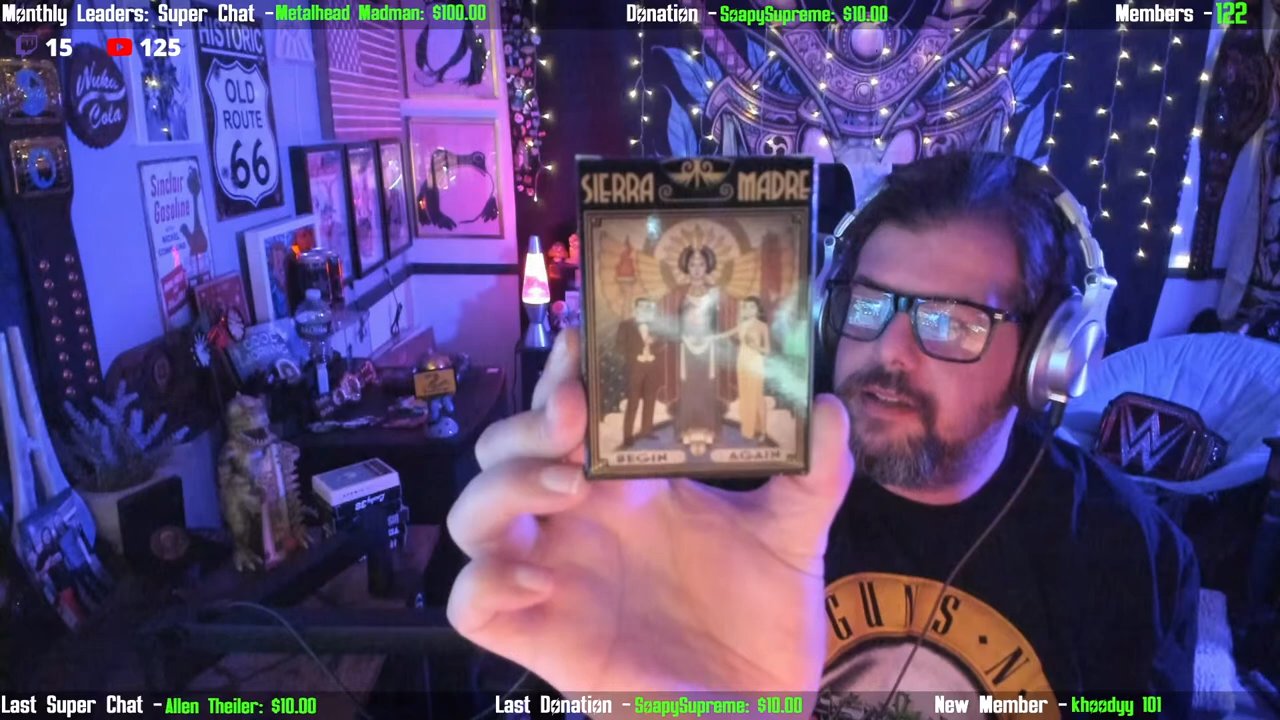 Monthly Leaders: Super Chat -Metalhead Madman: $100.00
Donation -SoapySupreme: $10.00
Members -122
15
125
HISTORIC
OLD
ROUTE
66
Nuka
Cola
Sinclair
Gasoline
SIERRA MADRE
BEGIN AGAIN
W
GUNS • N
Last Super Chat -Allen Theiler: $10.00
Last Donation -SoapySupreme: $10.00
New Member -khoodyy 101